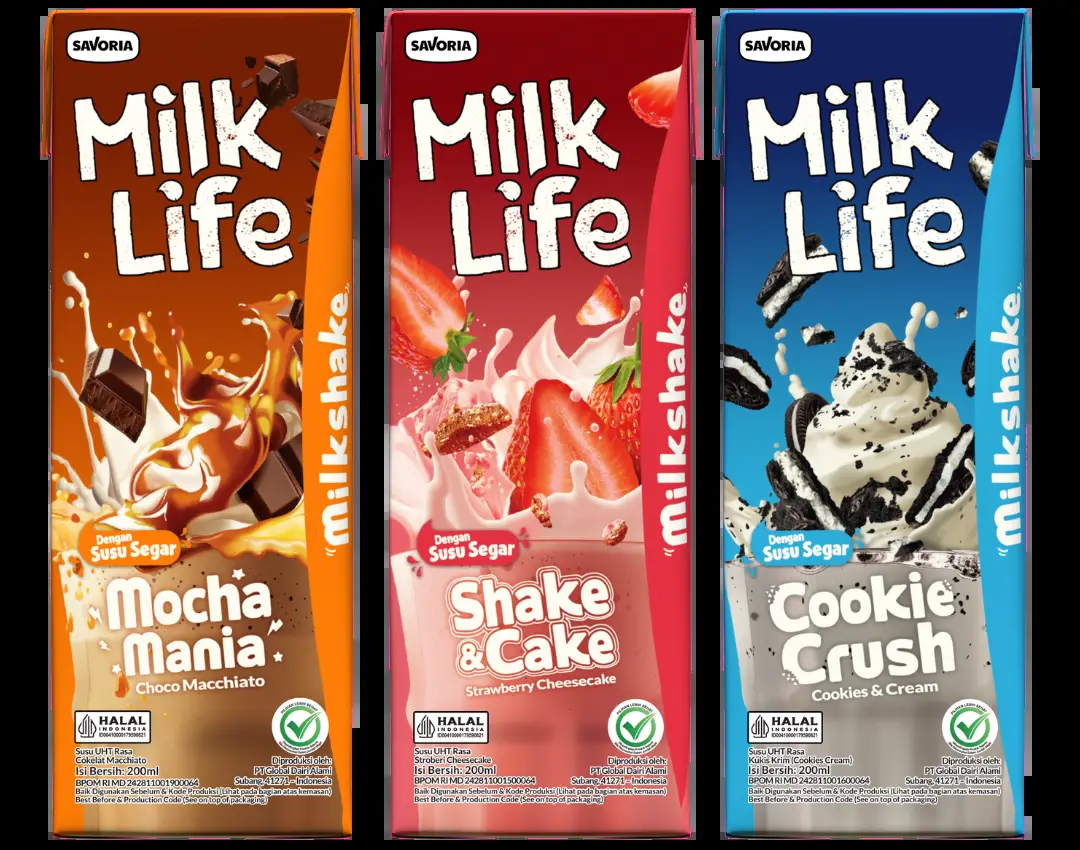 SAVORIA
Milk
Life
milkshake
Dengan
Susu Segar
Mocha
Mania
Choco Macchiato
HALAL
INDONESIA
Susu UHT Rasa
Cokelat Macchiato
Isi Bersih: 200ml
BPOM RI MD 242811001900064
Diproduksi oleh:
PT Global Dairi Alami
Subang, 41271 - Indonesia
Baik Digunakan Sebelum & Kode Produksi (Lihat pada bagian atas kemasan)
Best Before & Production Code (See on top of packaging)
SAVORIA
Milk
Life
milkshake
Dengan
Susu Segar
Shake
& Cake
Strawberry Cheesecake
HALAL
INDONESIA
Susu UHT Rasa
Stroberi Cheesecake
Isi Bersih: 200ml
BPOM RI MD 242811001500064
Diproduksi oleh:
PT Global Dairi Alami
Subang, 41271 - Indonesia
Baik Digunakan Sebelum & Kode Produksi (Lihat pada bagian atas kemasan)
Best Before & Production Code (See on top of packaging)
SAVORIA
Milk
Life
milkshake
Dengan
Susu Segar
Cookie
Crush
Cookies & Cream
HALAL
INDONESIA
Susu UHT Rasa
Kukis Krim (Cookies Cream)
Isi Bersih: 200ml
BPOM RI MD 242811001600064
Diproduksi oleh:
PT Global Dairi Alami
Subang, 41271 - Indonesia
Baik Digunakan Sebelum & Kode Produksi (Lihat pada bagian atas kemasan)
Best Before & Production Code (See on top of packaging)